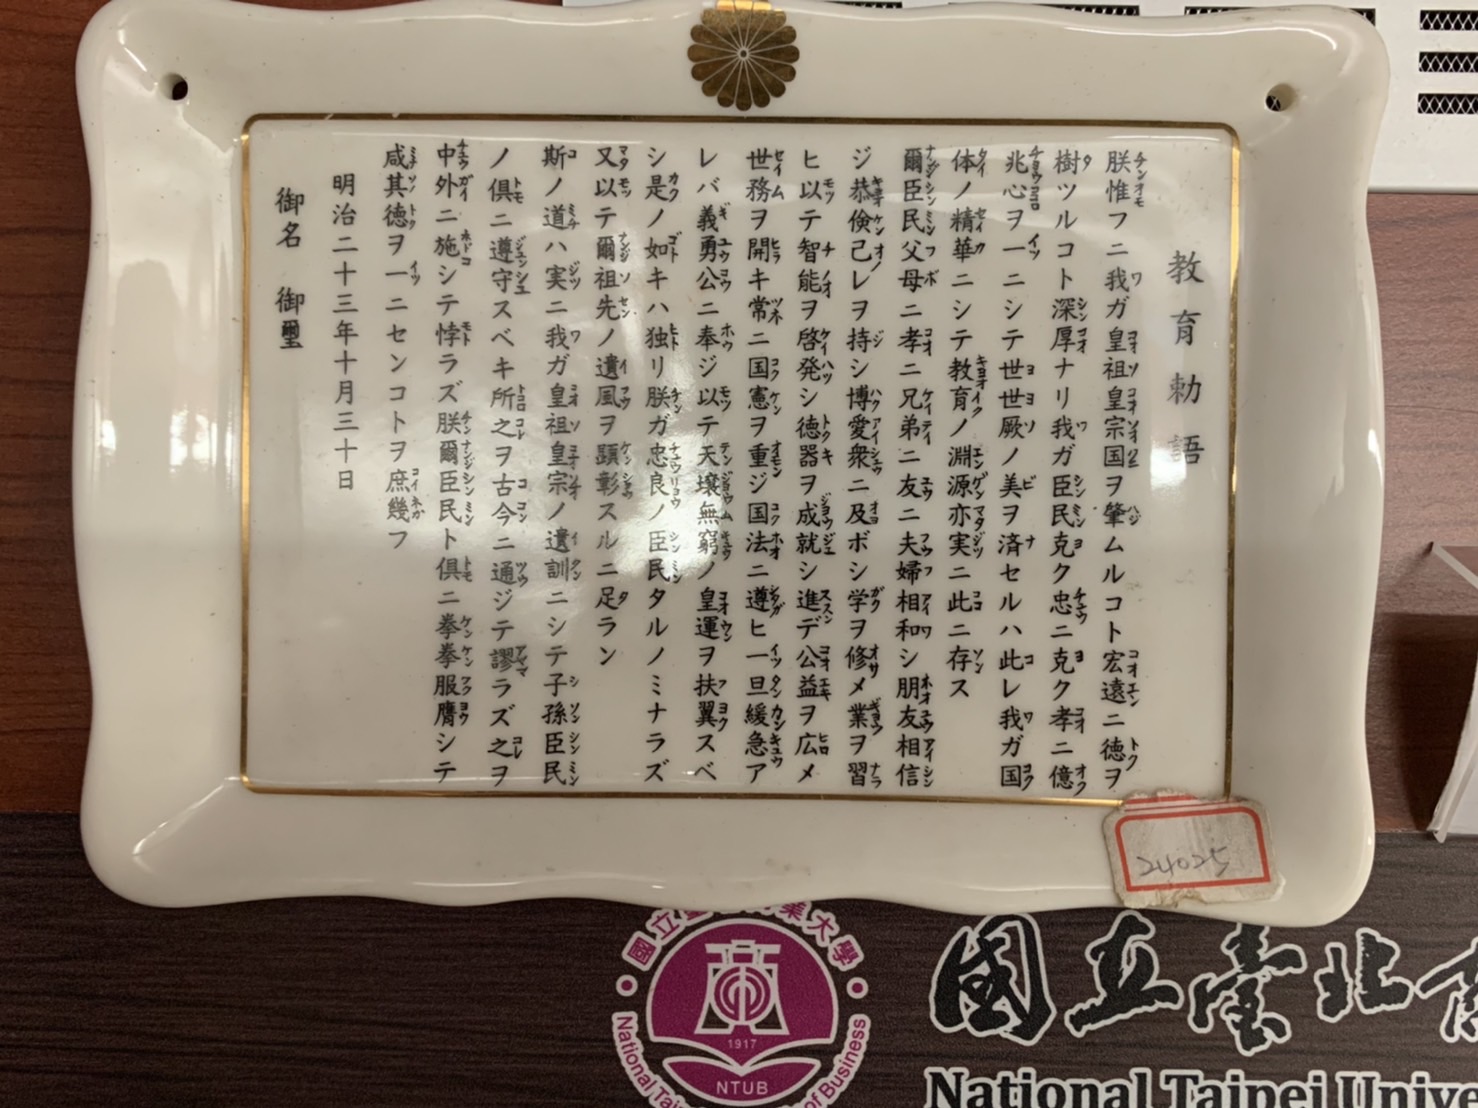 教育勅語
朕惟フニ我ガ皇祖皇宗国ヲ肇ムルコト宏遠ニ徳ヲ
樹ツルコト深厚ナリ我ガ臣民克ク忠ニ克ク孝ニ億
兆心ヲ一ニシテ世世厥ノ美ヲ済セルハ此レ我ガ国
体ノ精華ニシテ教育ノ淵源亦実ニ此ニ存ス
爾臣民父母ニ孝ニ兄弟ニ友ニ夫婦相和シ朋友相信
ジ恭倹己レヲ持シ博愛衆ニ及ボシ学ヲ修メ業ヲ習
ヒ以テ智能ヲ啓発シ徳器ヲ成就シ進デ公益ヲ広メ
世務ヲ開キ常ニ国憲ヲ重ジ国法ニ遵ヒ一旦緩急ア
レバ義勇公ニ奉ジ以テ天壌無窮ノ皇運ヲ扶翼スベ
シ是ノ如キハ独リ朕ガ忠良ノ臣民タルノミナラズ
又以テ爾祖先ノ遺風ヲ顕彰スルニ足ラン
斯ノ道ハ実ニ我ガ皇祖皇宗ノ遺訓ニシテ子孫臣民
ノ倶ニ遵守スベキ所之ヲ古今ニ通ジテ謬ラズ之ヲ
中外ニ施シテ悖ラズ朕爾臣民ト倶ニ拳拳服膺シテ
咸其徳ヲ一ニセンコトヲ庶幾フ
明治二十三年十月三十日
御名 御璽
24025
1917
NTUB
國立臺北
National Taipei